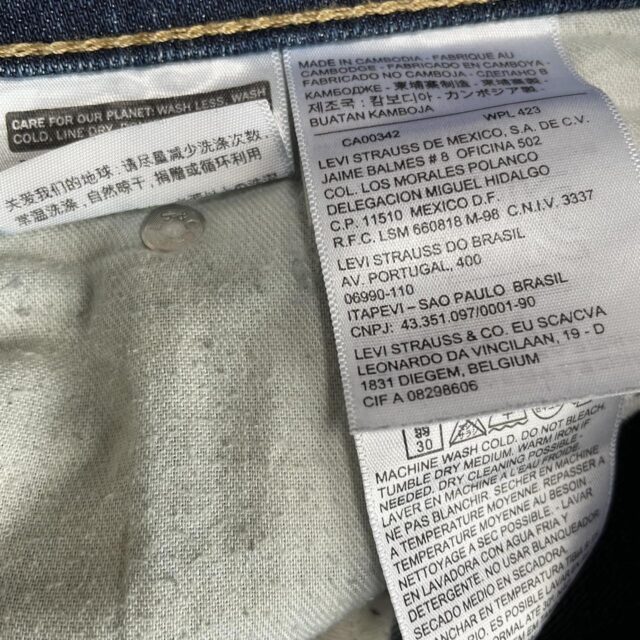 CARE FOR OUR PLANET: WASH LESS, WASH
COLD, LINE DRY,
关爱我们的地球:请尽量减少洗涤次数
常温洗涤,自然晾干,捐赠或循环利用
MADE IN CAMBODIA - FABRIQUE AU
CAMBODGE - FABRICADO EN CAMBOYA
FABRICADO NO CAMBOJA - СДЕЛАНО В
КАМБОДЖЕ - 柬埔寨制造 - 柬埔寨製造
제조국: 캄보디아 - カンボジア製
BUATAN KAMBOJA
CA00342 WPL 423
LEVI STRAUSS DE MEXICO, S.A. DE C.V.
JAIME BALMES # 8 OFICINA 502
COL. LOS MORALES POLANCO
DELEGACION MIGUEL HIDALGO
C.P. 11510 MEXICO D.F.
R.F.C. LSM 660818 M-98 C.N.I.V. 3337
LEVI STRAUSS DO BRASIL
AV. PORTUGAL, 400
06990-110
ITAPEVI – SAO PAULO BRASIL
CNPJ: 43.351.097/0001-90
LEVI STRAUSS & CO. EU SCA/CVA
LEONARDO DA VINCILAAN, 19 - D
1831 DIEGEM, BELGIUM
CIF A 08298606
30
MACHINE WASH COLD. DO NOT BLEACH.
TUMBLE DRY MEDIUM. WARM IRON IF
NEEDED. DRY CLEANING POSSIBLE -
LAVER EN MACHINE A L'EAU FROIDE.
NE PAS BLANCHIR. SECHER EN MACHINE
A TEMPERATURE MOYENNE. REPASSER A
TEMPERATURE MOYENNE AU BESOIN.
NETTOYAGE A SEC POSSIBLE. - LAVAR
EN LAVADORA CON AGUA FRIA Y
DETERGENTE. NO USAR BLANQUEADOR.
SECADO MEDIO EN SECADORA.
PLANCHAR EN TEMPERATURA TIBIA